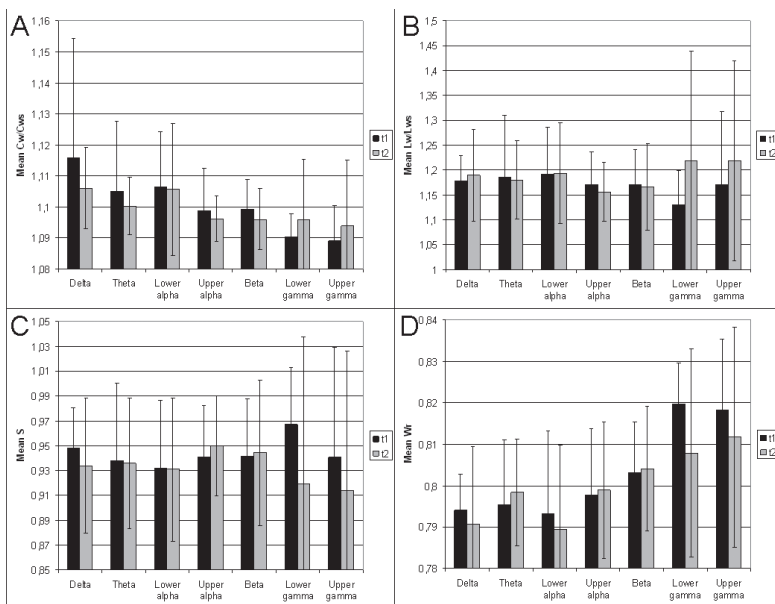 A
1,16
1,15
1,14
1,13
1,12
1,11
1,1
1,09
1,08
Mean Cw/Cws
Delta Theta Lower alpha Upper alpha Beta Lower gamma Upper gamma
t1
t2
B
1,5
1,45
1,4
1,35
1,3
1,25
1,2
1,15
1,1
1,05
1
Mean Lw/Lws
Delta Theta Lower alpha Upper alpha Beta Lower gamma Upper gamma
t1
t2
C
1,05
1,03
1,01
0,99
0,97
0,95
0,93
0,91
0,89
0,87
0,85
Mean S
Delta Theta Lower alpha Upper alpha Beta Lower gamma Upper gamma
t1
t2
D
0,84
0,83
0,82
0,81
0,8
0,79
0,78
Mean Wr
Delta Theta Lower alpha Upper alpha Beta Lower gamma Upper gamma
t1
t2